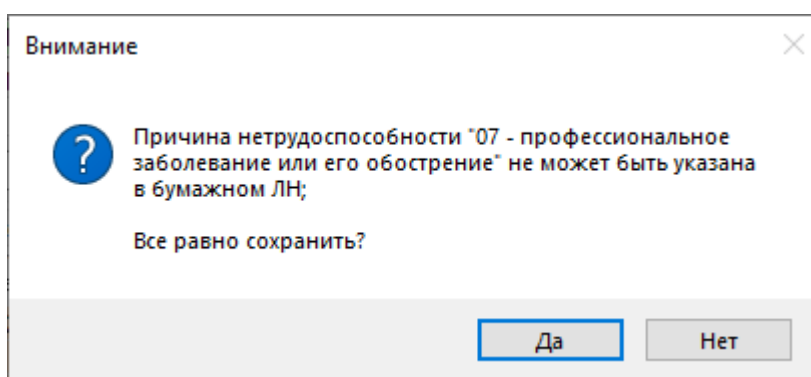 Внимание
Причина нетрудоспособности "07 - профессиональное
заболевание или его обострение" не может быть указана
в бумажном ЛН;
Все равно сохранить?
Да
Нет